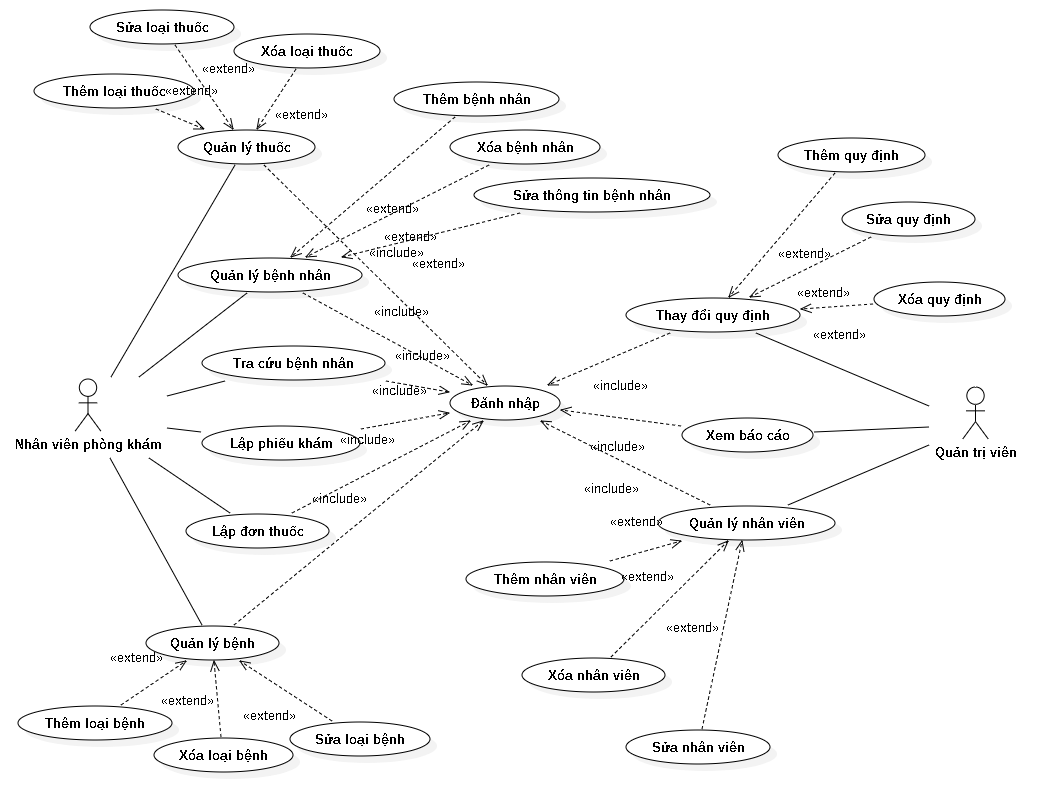 Sửa loại thuốc
Xóa loại thuốc
«extend»
Thêm loại thuốc
«extend»
Thêm bệnh nhân
«extend»
Quản lý thuốc
Xóa bệnh nhân
Thêm quy định
Sửa thông tin bệnh nhân
«extend»
Sửa quy định
«extend»
«include»
«extend»
«extend»
Quản lý bệnh nhân
«extend»
Xóa quy định
«include»
Thay đổi quy định
«extend»
«include»
Tra cứu bệnh nhân
«include»
«include»
Đănh nhập
Nhân viên phòng khám
Lập phiếu khám
«include»
Xem báo cáo
«include»
Quản trị viên
«include»
«include»
Lập đơn thuốc
«extend»
Quản lý nhân viên
Thêm nhân viên
«extend»
Quản lý bệnh
«extend»
«extend»
Xóa nhân viên
«extend»
«extend»
Thêm loại bệnh
Sửa loại bệnh
Xóa loại bệnh
Sửa nhân viên